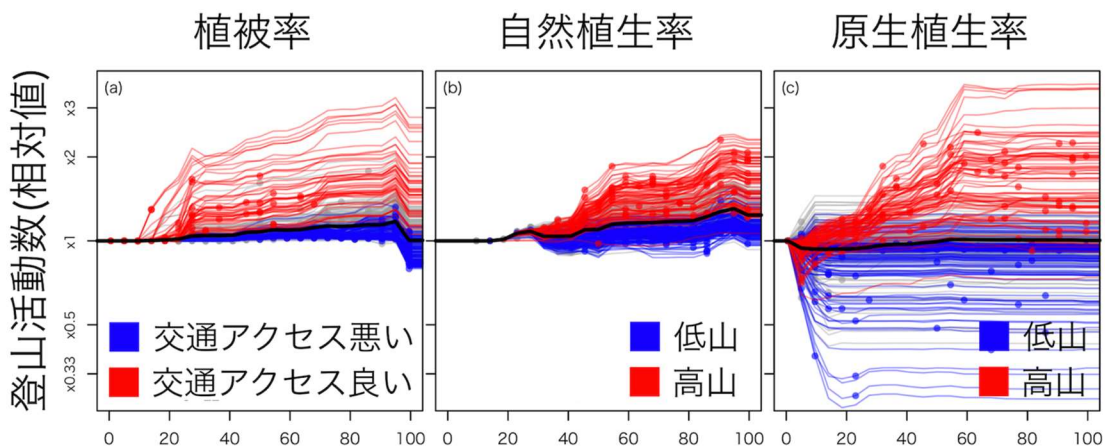 植被率
自然植生率
原生植生率
登山活動数(相対値)
x3
x2
x1
x0.5
x0.33
(a)
交通アクセス悪い
交通アクセス良い
0 20 40 60 80 100
(b)
低山
高山
0 20 40 60 80 100
(c)
低山
高山
0 20 40 60 80 100